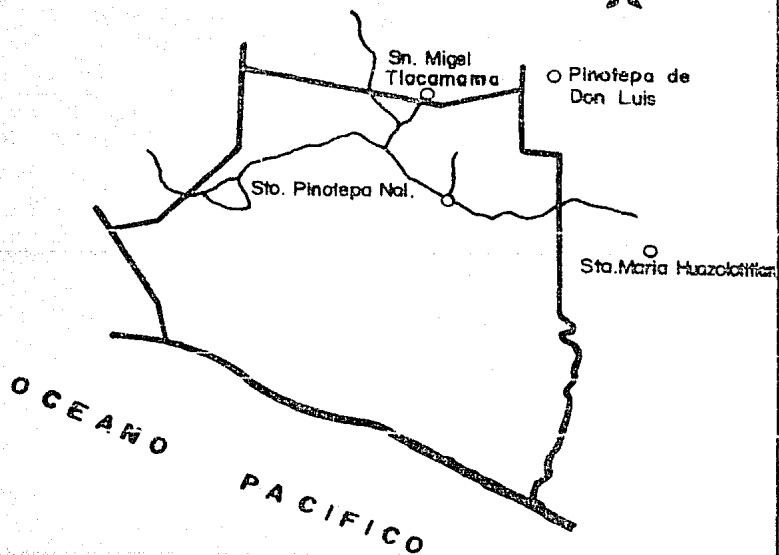 Sn. Migel
Tlacamama
Pinotepa de
Don Luis
Sto. Pinotepa Nal.
Sta. Maria Huazolotitlan
OCEANO PACIFICO